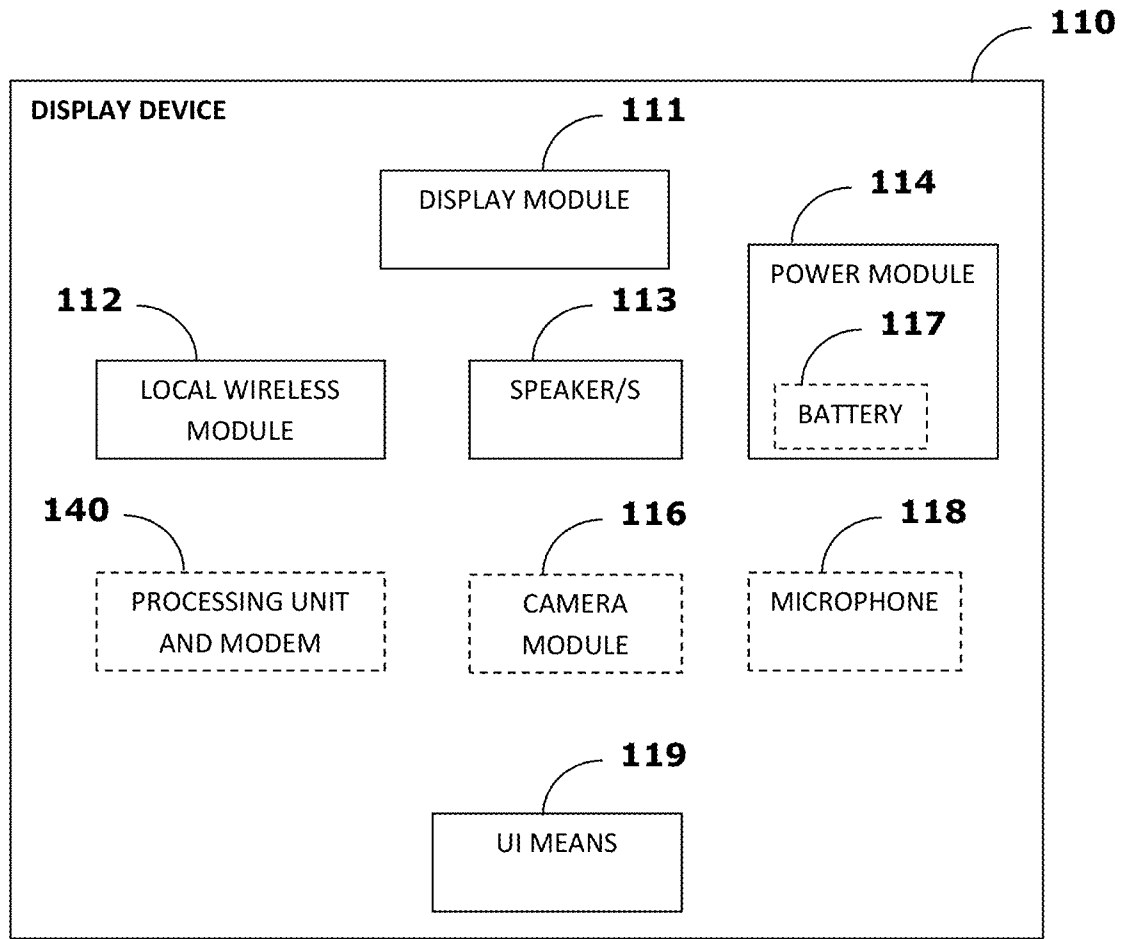 110
DISPLAY DEVICE
111
DISPLAY MODULE
114
POWER MODULE
112
LOCAL WIRELESS
MODULE
113
SPEAKER/S
117
BATTERY
140
PROCESSING UNIT
AND MODEM
116
CAMERA
MODULE
118
MICROPHONE
119
UI MEANS